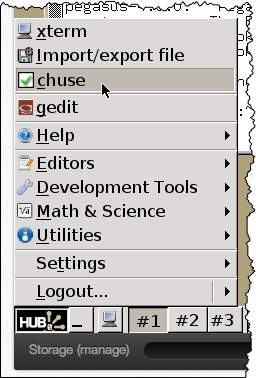 pegasus
xterm
Import/export file
chuse
gedit
Help
Editors
Development Tools
Math & Science
Utilities
Settings
Logout...
HUB
#1 #2 #3
Storage (manage)